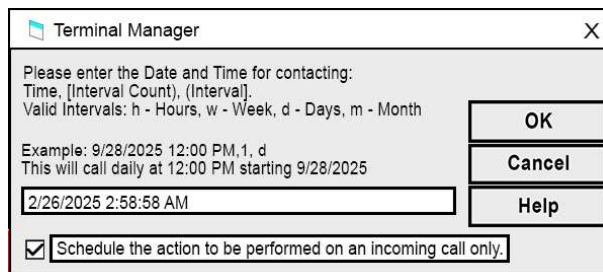 Terminal Manager X
Please enter the Date and Time for contacting:
Time, [Interval Count), (Interval].
Valid Intervals: h - Hours, w - Week, d - Days, m - Month
OK
Example: 9/28/2025 12:00 PM,1, d
This will call daily at 12:00 PM starting 9/28/2025
Cancel
2/26/2025 2:58:58 AM
Help
Schedule the action to be performed on an incoming call only.